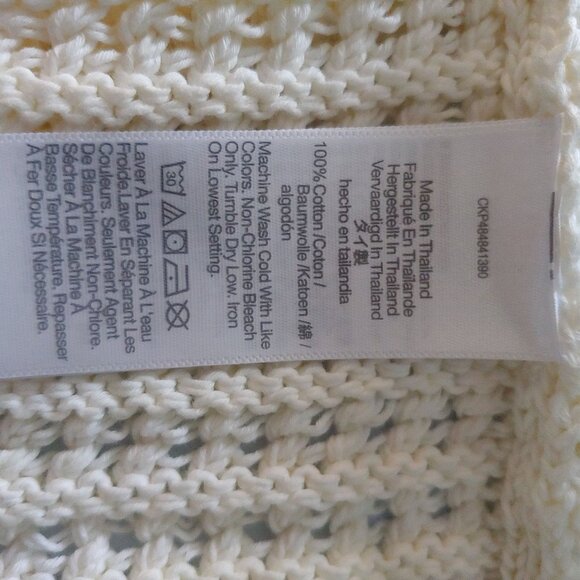 CKP484841390
Made In Thailand
Fabriqué En Thaïlande
Hergestellt In Thailand
Vervaardigd In Thailand
タイ製
hecho en tailandia
100% Cotton /Coton /
Baumwolle /Katoen /綿 /
algodón
Machine Wash Cold With Like
Colors. Non-Chlorine Bleach
Only. Tumble Dry Low. Iron
On Lowest Setting.
30
Laver À La Machine À L'eau
Froide.Laver En Séparant Les
Couleurs. Seulement Agent
De Blanchiment Non-Chlore.
Sécher À La Machine À
Basse Température. Repasser
À Fer Doux Si Nécessaire.